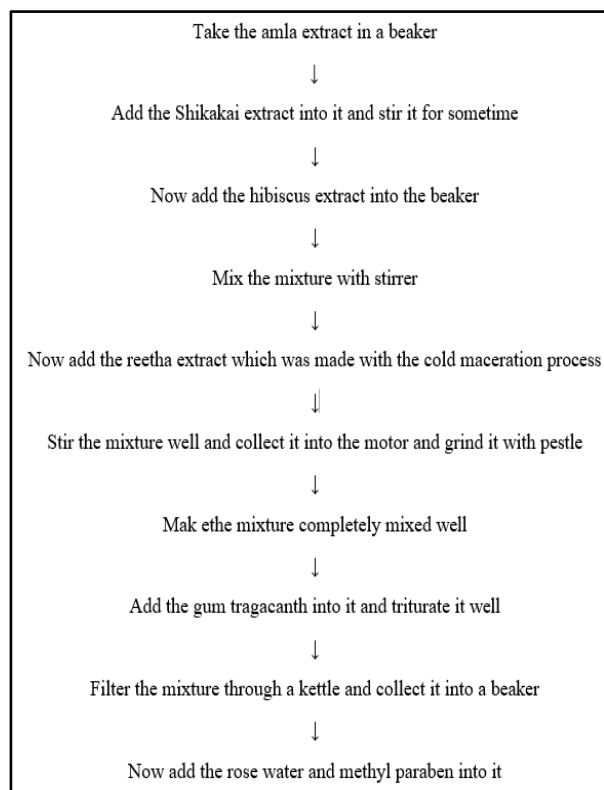 Take the amla extract in a beaker
↓
Add the Shikakai extract into it and stir it for sometime
↓
Now add the hibiscus extract into the beaker
↓
Mix the mixture with stirrer
↓
Now add the reetha extract which was made with the cold maceration process
↓
Stir the mixture well and collect it into the motor and grind it with pestle
↓
Mak ethe mixture completely mixed well
↓
Add the gum tragacanth into it and triturate it well
↓
Filter the mixture through a kettle and collect it into a beaker
↓
Now add the rose water and methyl paraben into it